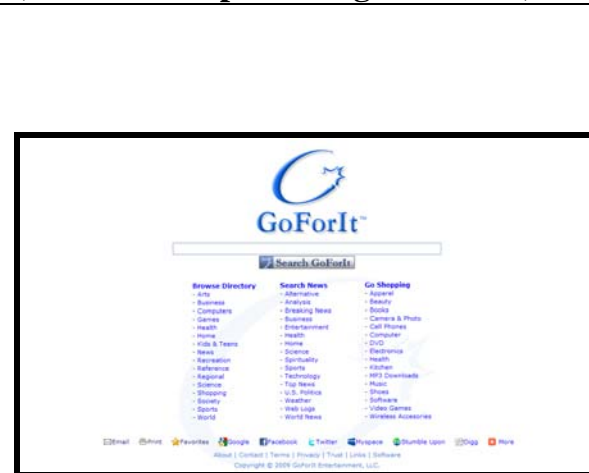 GoForIt™
Search GoForIt
Browse Directory
- Arts
- Business
- Computers
- Games
- Health
- Home
- Kids & Teens
- News
- Recreation
- Reference
- Regional
- Science
- Shopping
- Society
- Sports
- World
Search News
- Alternative
- Analysis
- Breaking News
- Business
- Entertainment
- Health
- Home
- Science
- Spirtuality
- Sports
- Technology
- Top News
- U.S. Politics
- Weather
- Web Logs
- World News
Go Shopping
- Apparel
- Beauty
- Books
- Camera & Photo
- Cell Phones
- Computer
- DVD
- Electronics
- Health
- Kitchen
- MP3 Downloads
- Music
- Shoes
- Software
- Video Games
- Wireless Accesories
Email Print Favorites Google Facebook Twitter Myspace Stumble Upon Digg More
About | Contact | Terms | Privacy | Trust | Links | Software
Copyright © 2009 GoForIt Entertainment, LLC.